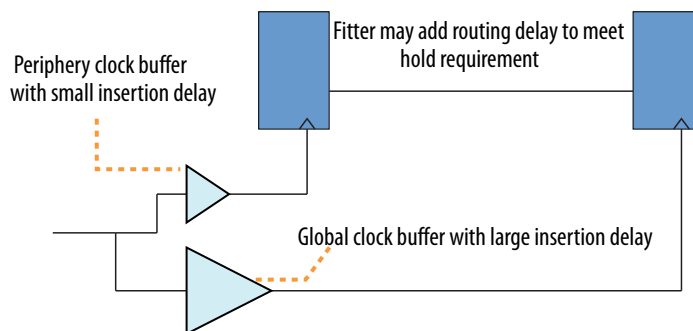 Fitter may add routing delay to meet
hold requirement
Periphery clock buffer
with small insertion delay
Global clock buffer with large insertion delay